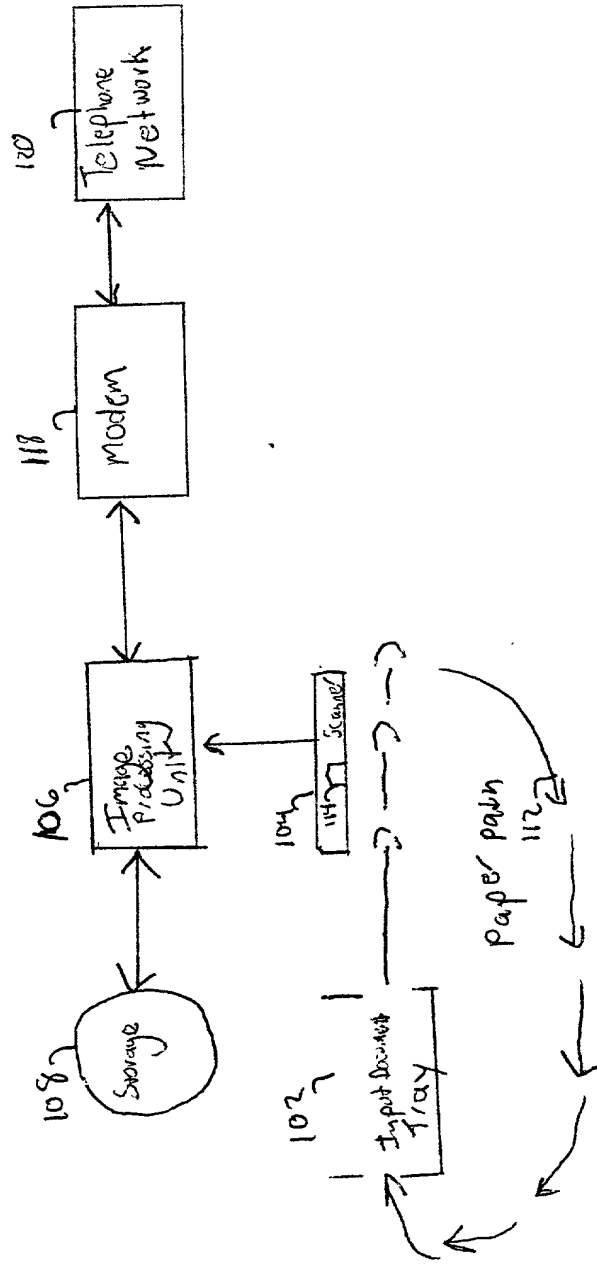 108
Storage
106
Image
Processing
Unit
118
Modem
120
Telephone
Network
102
Input Document
Tray
104
114
Scanner
Paper path
112